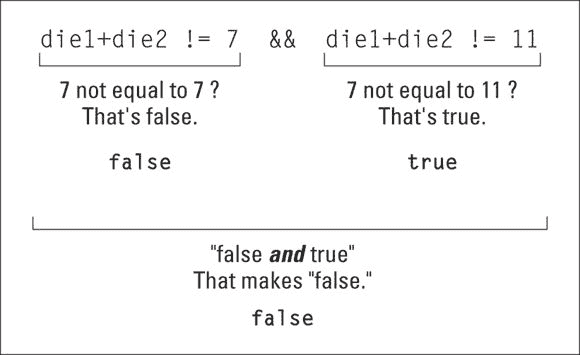 die1+die2 != 7 && die1+die2 != 11
7 not equal to 7 ? 7 not equal to 11 ?
That's false. That's true.
false true
"false and true"
That makes "false."
false